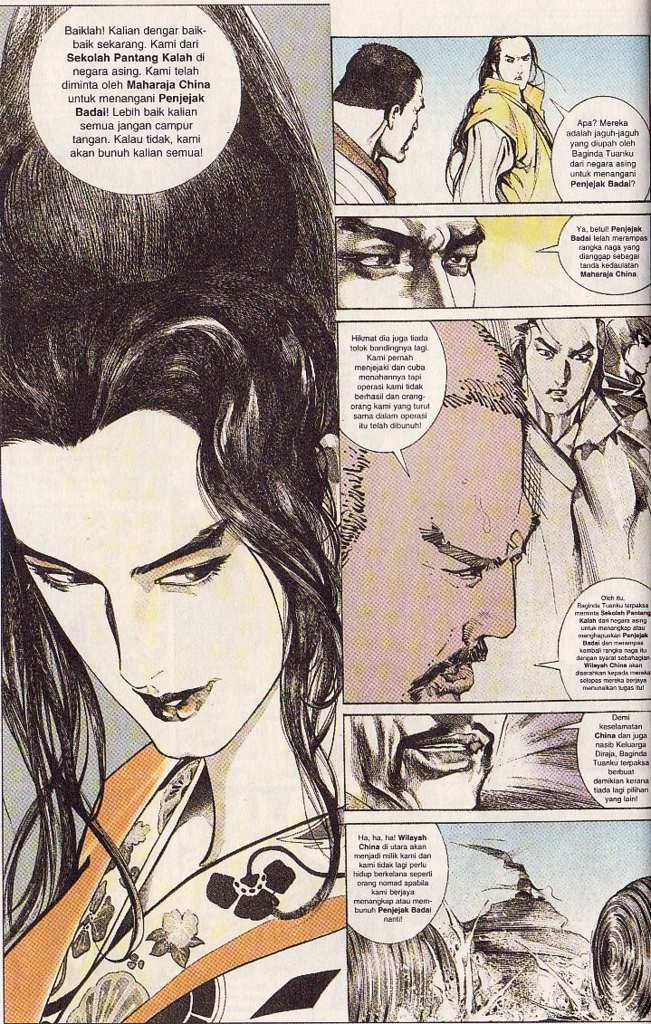 Baiklah! Kalian dengar baik-
baik sekarang. Kami dari
Sekolah Pantang Kalah di
negara asing. Kami telah
diminta oleh Maharaja China
untuk menangani Penjejak
Badai! Lebih baik kalian
semua jangan campur
tangan. Kalau tidak, kami
akan bunuh kalian semua!
Apa? Mereka
adalah jaguh-jaguh
yang diupah oleh
Baginda Tuanku
dari negara asing
untuk menangani
Penjejak Badai?
Ya, betul! Penjejak
Badai telah merampas
rangka naga yang
dianggap sebagai
tanda kedaulatan
Maharaja China.
Hikmat dia juga tiada
tolok bandingnya lagi.
Kami pernah
menjejaki dan cuba
menahannya tapi
operasi kami tidak
berhasil dan orang-
orang kami yang turut
sama dalam operasi
itu telah dibunuh!
Oleh itu,
Baginda Tuanku terpaksa
meminta Sekolah Pantang
Kalah dari negara asing
untuk menangkap atau
menghapuskan Penjejak
Badai dan merampas
kembali rangka naga itu
dengan syarat sebahagian
Wilayah China akan
diserahkan kepada mereka
selepas mereka berjaya
menunaikan tugas itu!
Demi
keselamatan
China dan juga
nasib Keluarga
Diraja, Baginda
Tuanku terpaksa
berbuat
demikian kerana
tiada lagi pilihan
yang lain!
Ha, ha, ha! Wilayah
China di utara akan
menjadi milik kami dan
kami tidak lagi perlu
hidup berkelana seperti
orang nomad apabila
kami berjaya
menangkap atau mem-
bunuh Penjejak Badai
nanti!